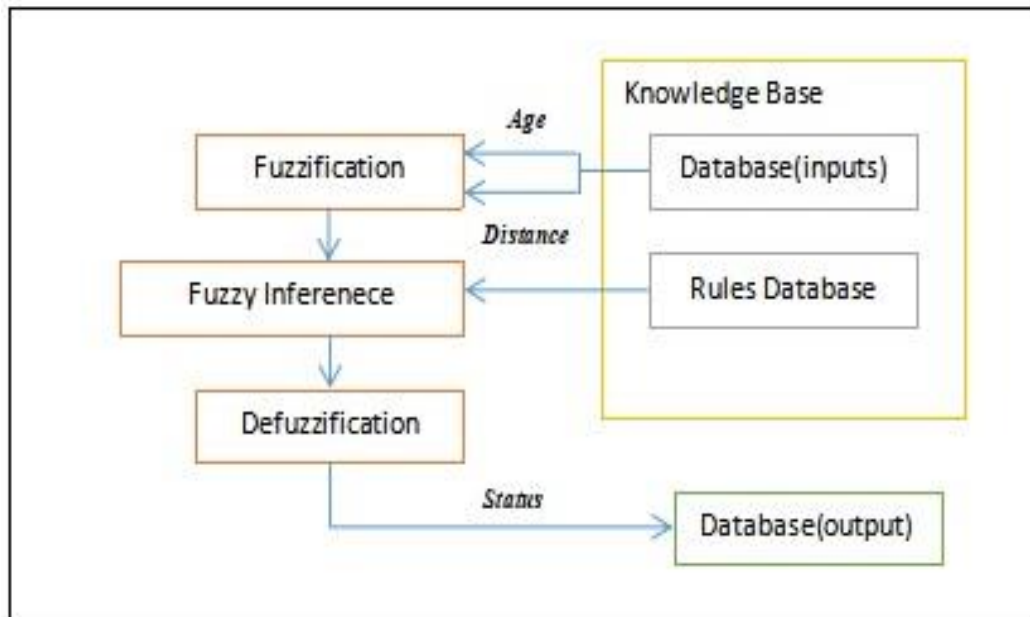 Knowledge Base
Age
Fuzzification
Database(inputs)
Distance
Fuzzy Inferenece
Rules Database
Defuzzification
Status
Database(output)